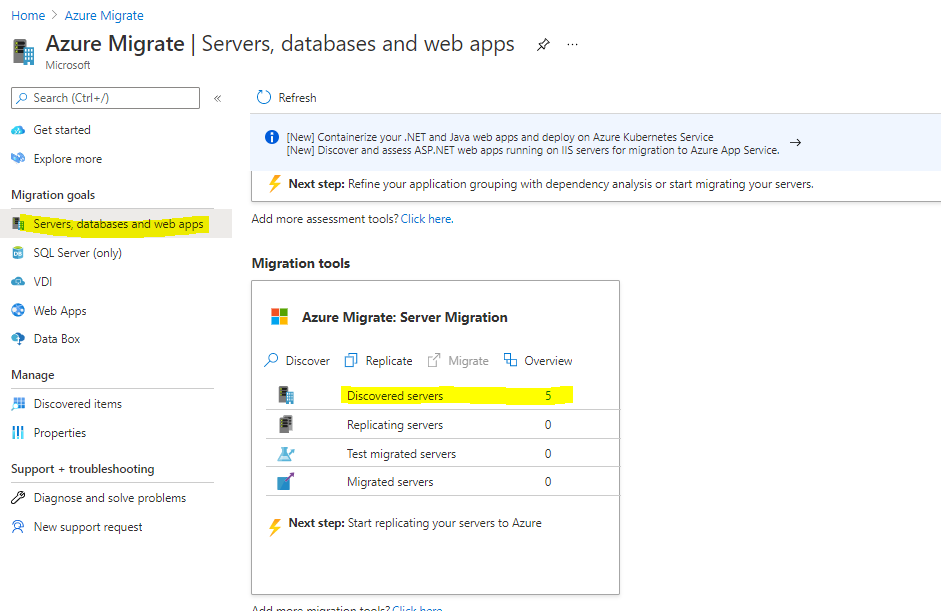 Home > Azure Migrate
Azure Migrate | Servers, databases and web apps ...
Microsoft
Search (Ctrl+/) «
Get started
Explore more
Migration goals
Servers, databases and web apps
SQL Server (only)
VDI
Web Apps
Data Box
Manage
Discovered items
Properties
Support + troubleshooting
Diagnose and solve problems
New support request
Refresh
[New] Containerize your .NET and Java web apps and deploy on Azure Kubernetes Service
[New] Discover and assess ASP.NET web apps running on IIS servers for migration to Azure App Service. →
Next step: Refine your application grouping with dependency analysis or start migrating your servers.
Add more assessment tools? Click here.
Migration tools
Azure Migrate: Server Migration
Discover Replicate Migrate Overview
Discovered servers 5
Replicating servers 0
Test migrated servers 0
Migrated servers 0
Next step: Start replicating your servers to Azure
Add more migration tools? Click here.